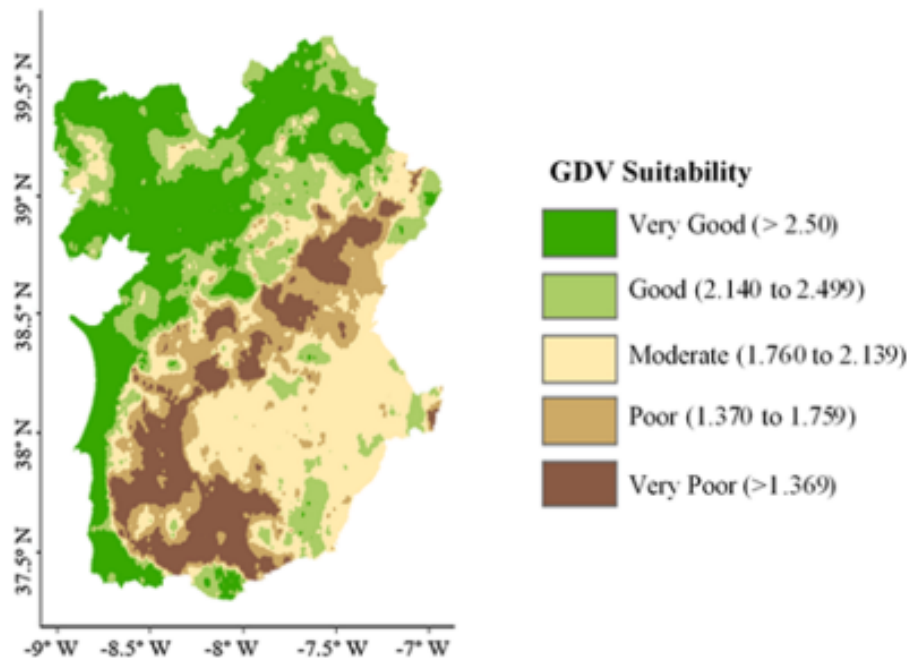 GDV Suitability
Very Good (> 2.50)
Good (2.140 to 2.499)
Moderate (1.760 to 2.139)
Poor (1.370 to 1.759)
Very Poor (>1.369)
39.5° N
39° N
38.5° N
38° N
37.5° N
-9° W -8.5° W -8° W -7.5° W -7° W